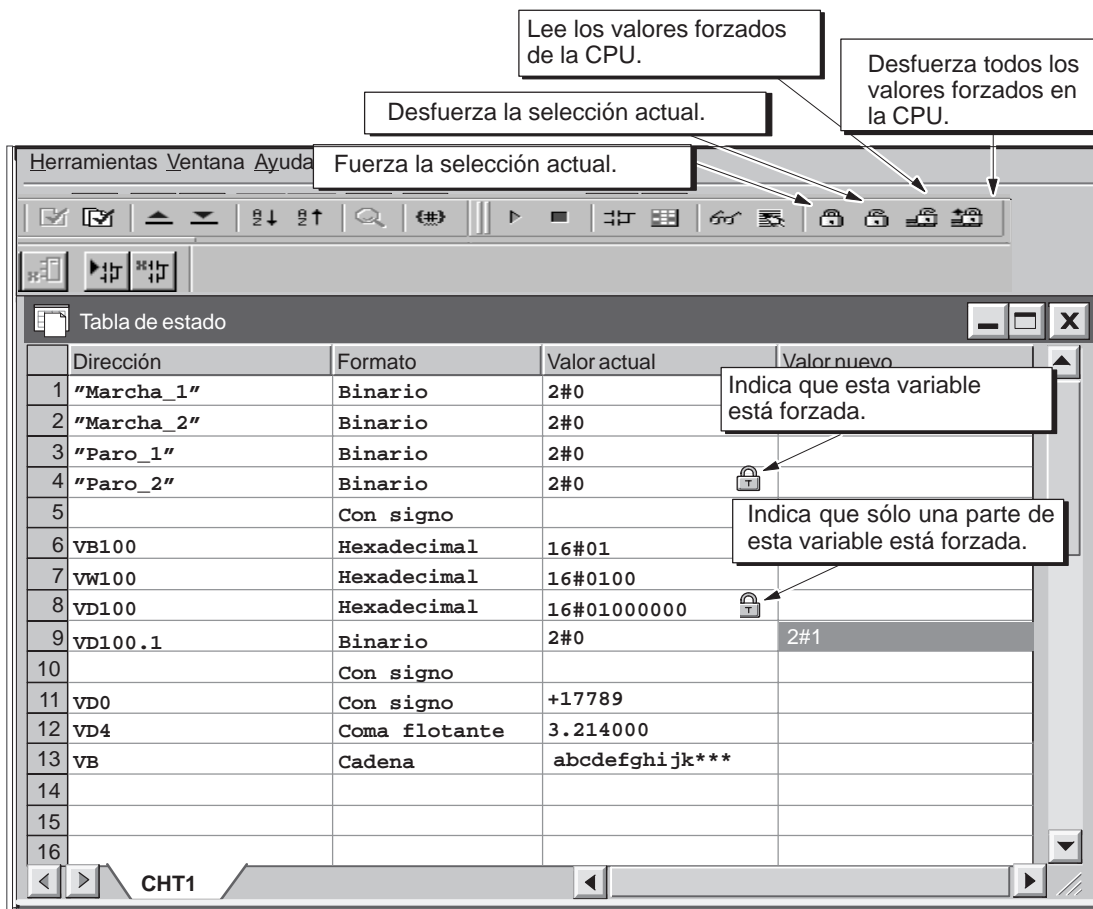 Lee los valores forzados
de la CPU.
Desfuerza todos los
valores forzados en
la CPU.
Desfuerza la selección actual.
Fuerza la selección actual.
Herramientas Ventana Ayuda
Tabla de estado
Dirección Formato Valor actual Valor nuevo
1 "Marcha_1" Binario 2#0
2 "Marcha_2" Binario 2#0
3 "Paro_1" Binario 2#0
4 "Paro_2" Binario 2#0
5 Con signo
6 VB100 Hexadecimal 16#01
7 VW100 Hexadecimal 16#0100
8 VD100 Hexadecimal 16#01000000
9 VD100.1 Binario 2#0 2#1
10 Con signo
11 VD0 Con signo +17789
12 VD4 Coma flotante 3.214000
13 VB Cadena abcdefghijk***
14
15
16
Indica que esta variable
está forzada.
Indica que sólo una parte de
esta variable está forzada.
CHT1